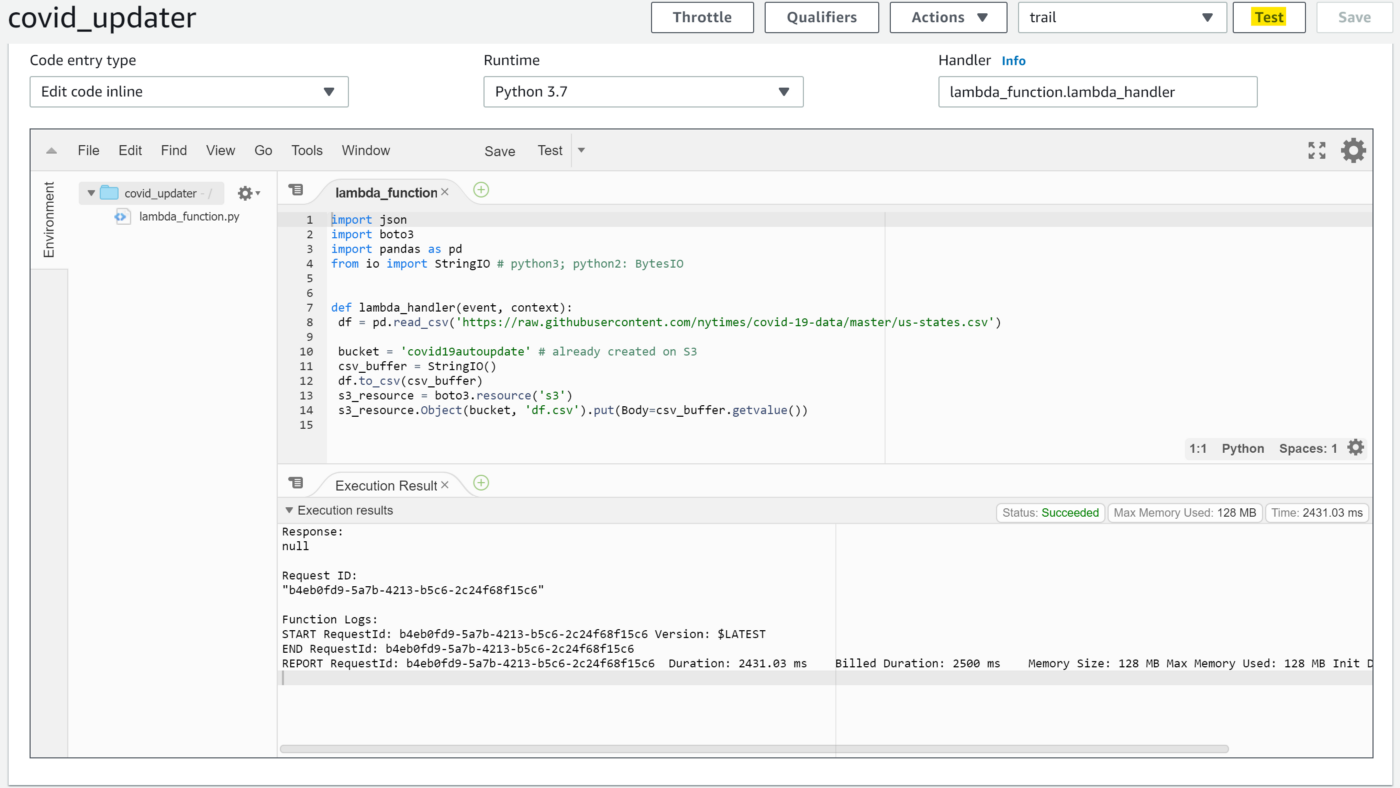 covid_updater
Throttle Qualifiers Actions trail Test Save
Code entry type Runtime Handler Info
Edit code inline Python 3.7 lambda_function.lambda_handler
File Edit Find View Go Tools Window Save Test
Environment
covid_updater - /
lambda_function.py
lambda_function
1 import json
2 import boto3
3 import pandas as pd
4 from io import StringIO # python3; python2: BytesIO
5
6
7 def lambda_handler(event, context):
8 df = pd.read_csv('https://raw.githubusercontent.com/nytimes/covid-19-data/master/us-states.csv')
9
10 bucket = 'covid19autoupdate' # already created on S3
11 csv_buffer = StringIO()
12 df.to_csv(csv_buffer)
13 s3_resource = boto3.resource('s3')
14 s3_resource.Object(bucket, 'df.csv').put(Body=csv_buffer.getvalue())
15
1:1 Python Spaces: 1
Execution Result
Execution results Status: Succeeded Max Memory Used: 128 MB Time: 2431.03 ms
Response:
null
Request ID:
"b4eb0fd9-5a7b-4213-b5c6-2c24f68f15c6"
Function Logs:
START RequestId: b4eb0fd9-5a7b-4213-b5c6-2c24f68f15c6 Version: $LATEST
END RequestId: b4eb0fd9-5a7b-4213-b5c6-2c24f68f15c6
REPORT RequestId: b4eb0fd9-5a7b-4213-b5c6-2c24f68f15c6 Duration: 2431.03 ms Billed Duration: 2500 ms Memory Size: 128 MB Max Memory Used: 128 MB Init D